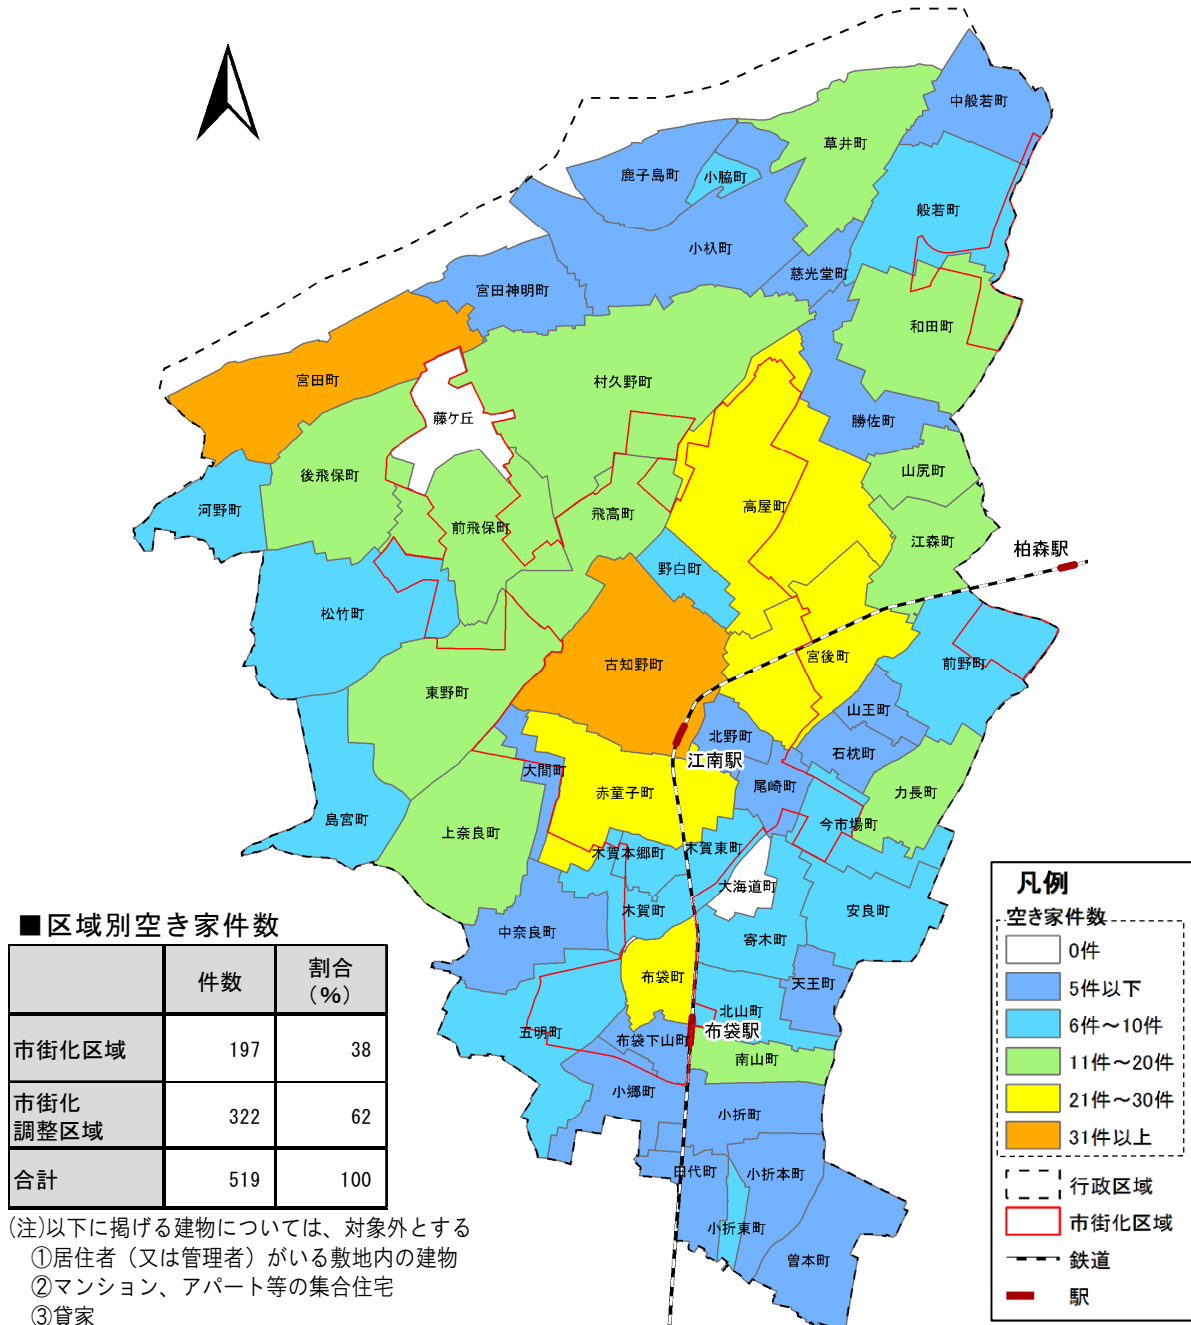 中般若町
草井町
鹿子島町
小脇町
般若町
小杁町
慈光堂町
宮田神明町
和田町
宮田町
村久野町
藤ケ丘
勝佐町
山尻町
後飛保町
河野町
高屋町
飛高町
前飛保町
江森町
柏森駅
野白町
松竹町
古知野町
宮後町
前野町
東野町
山王町
北野町
石枕町
江南駅
大間町
尾崎町
赤童子町
力長町
島宮町
今市場町
上奈良町
木賀本郷町
木賀東町
大海道町
木賀町
安良町
中奈良町
寄木町
布袋町
天王町
北山町
五明町
布袋下山町
布袋駅
南山町
小郷町
小折町
田代町
小折本町
小折東町
曽本町
■区域別空き家件数
件数 割合(%)
市街化区域 197 38
市街化調整区域 322 62
合計 519 100
(注)以下に掲げる建物については、対象外とする
①居住者（又は管理者）がいる敷地内の建物
②マンション、アパート等の集合住宅
③貸家
凡例
空き家件数
0件
5件以下
6件～10件
11件～20件
21件～30件
31件以上
行政区域
市街化区域
鉄道
駅